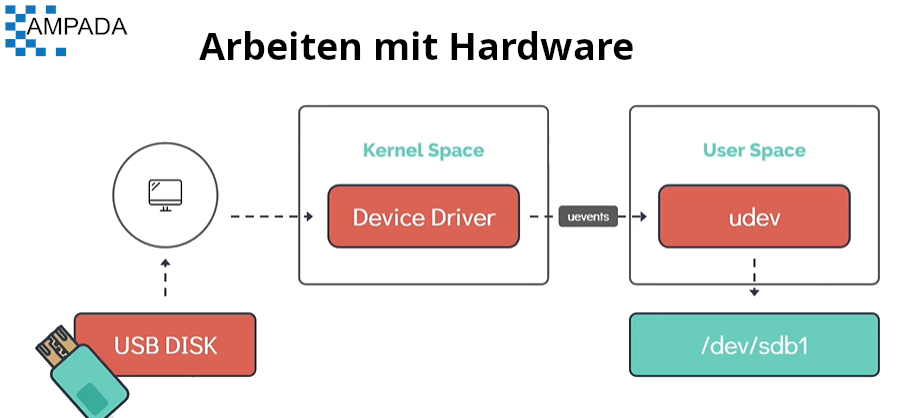 AMPADA
Arbeiten mit Hardware
Kernel Space
User Space
Device Driver
uevents
udev
USB DISK
/dev/sdb1